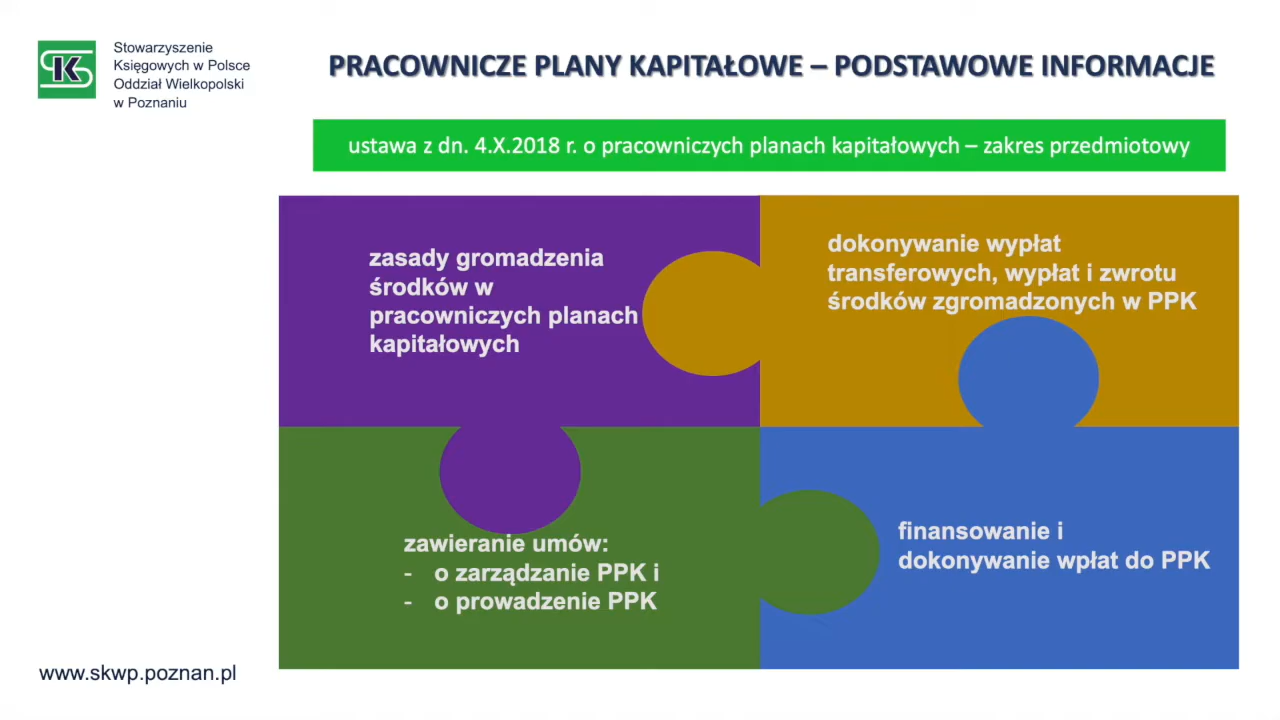 Stowarzyszenie
Księgowych w Polsce
Oddział Wielkopolski
w Poznaniu
PRACOWNICZE PLANY KAPITAŁOWE – PODSTAWOWE INFORMACJE
ustawa z dn. 4.X.2018 r. o pracowniczych planach kapitałowych – zakres przedmiotowy
zasady gromadzenia
środków w
pracowniczych planach
kapitałowych
dokonywanie wypłat
transferowych, wypłat i zwrotu
środków zgromadzonych w PPK
zawieranie umów:
- o zarządzanie PPK i
- o prowadzenie PPK
finansowanie i
dokonywanie wpłat do PPK
www.skwp.poznan.pl